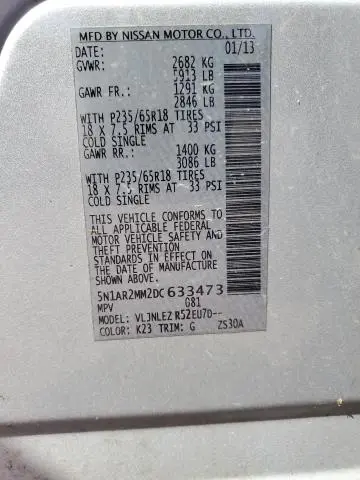 MFD BY NISSAN MOTOR CO., LTD.
DATE: 01/13
GVWR: 2682 KG
5913 LB
GAWR FR.: 1291 KG
2846 LB
WITH P235/65R18 TIRES
18 X 7.5 RIMS AT 33 PSI
COLD SINGLE
GAWR RR.: 1400 KG
3086 LB
WITH P235/65R18 TIRES
18 X 7.5 RIMS AT 33 PSI
COLD SINGLE
THIS VEHICLE CONFORMS TO
ALL APPLICABLE FEDERAL
MOTOR VEHICLE SAFETY AND
THEFT PREVENTION
STANDARDS IN EFFECT ON THE
DATE OF MANUFACTURE
5N1AR2MM2DC633473
MPV G81
MODEL: VLJNLEZ R52EU7D--
COLOR: K23 TRIM: G ZS30A